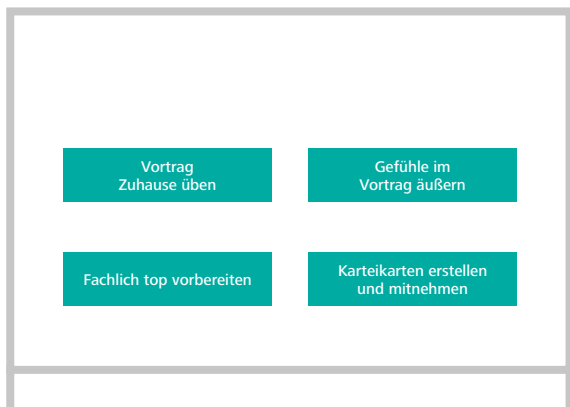 Vortrag
Zuhause üben
Gefühle im
Vortrag äußern
Fachlich top vorbereiten
Karteikarten erstellen
und mitnehmen